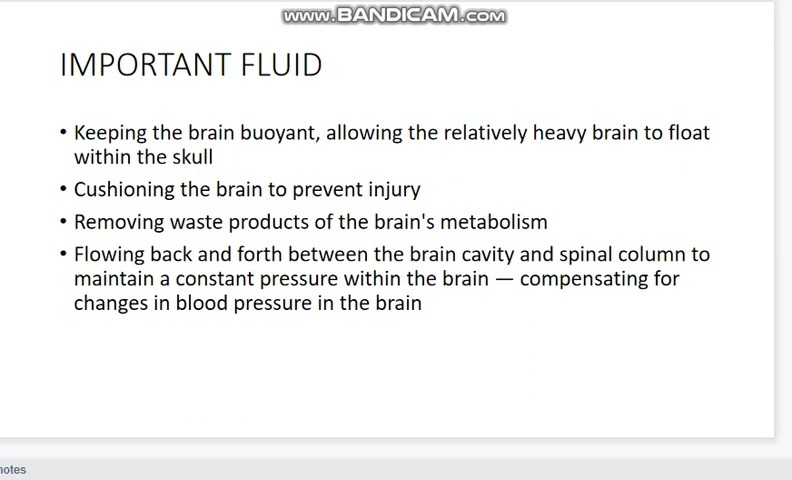 www.BANDICAM.com
IMPORTANT FLUID
• Keeping the brain buoyant, allowing the relatively heavy brain to float
within the skull
• Cushioning the brain to prevent injury
• Removing waste products of the brain's metabolism
• Flowing back and forth between the brain cavity and spinal column to
maintain a constant pressure within the brain — compensating for
changes in blood pressure in the brain
notes